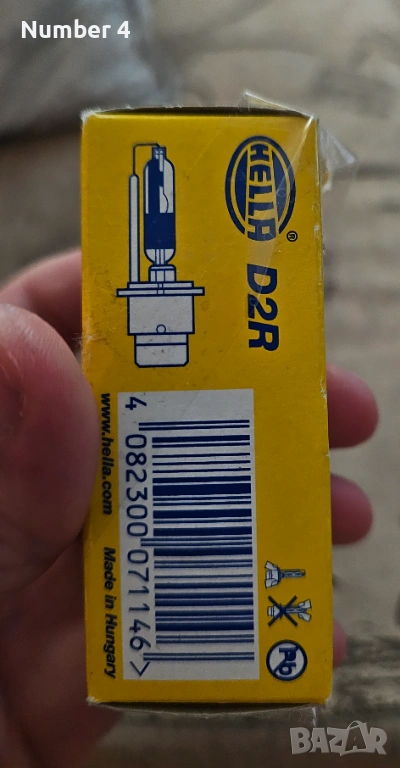 Number 4
HELLA
®
D2R
4 082300 071146>
www.hella.com
Made in Hungary
Pb
BAZAR